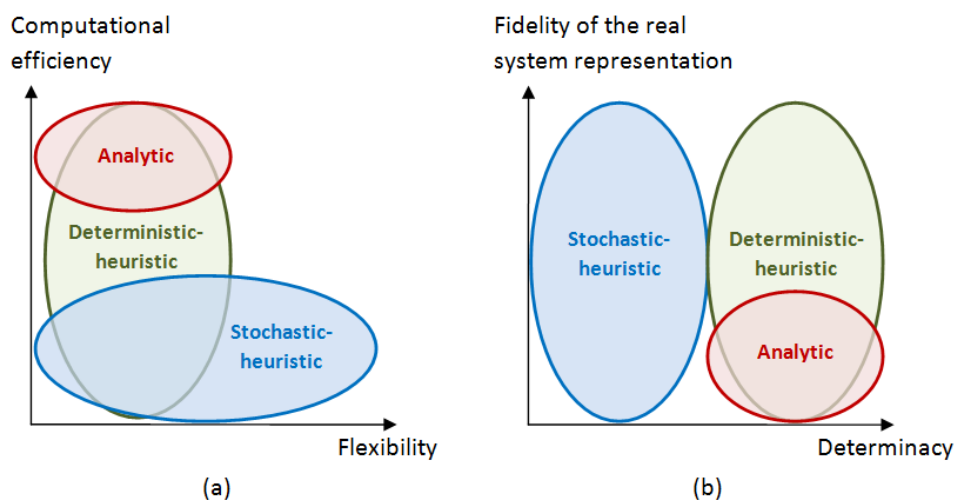 Computational
efficiency
Analytic
Deterministic-
heuristic
Stochastic-
heuristic
Flexibility
(a)
Fidelity of the real
system representation
Stochastic-
heuristic
Deterministic-
heuristic
Analytic
Determinacy
(b)